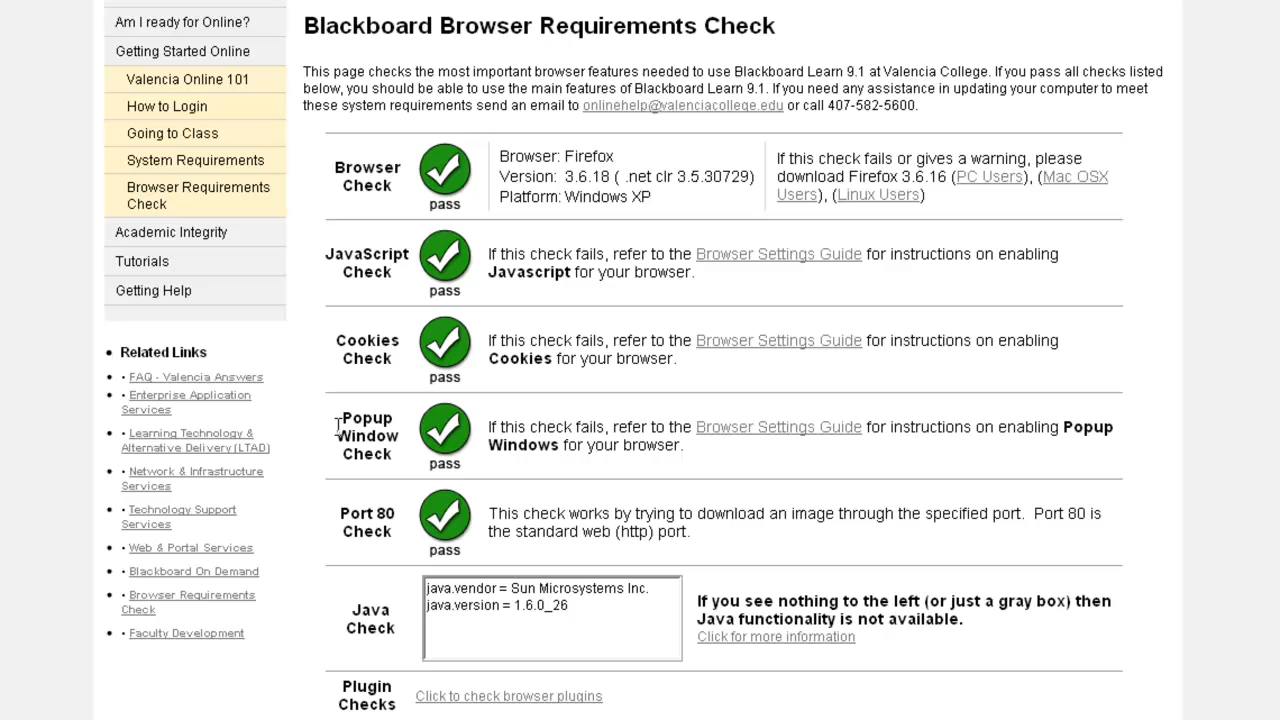 Am I ready for Online?
Getting Started Online
Valencia Online 101
How to Login
Going to Class
System Requirements
Browser Requirements
Check
Academic Integrity
Tutorials
Getting Help
• Related Links
• • FAQ - Valencia Answers
• • Enterprise Application
Services
• • Learning Technology &
Alternative Delivery (LTAD)
• • Network & Infrastructure
Services
• • Technology Support
Services
• • Web & Portal Services
• • Blackboard On Demand
• • Browser Requirements
Check
• • Faculty Development
Blackboard Browser Requirements Check
This page checks the most important browser features needed to use Blackboard Learn 9.1 at Valencia College. If you pass all checks listed
below, you should be able to use the main features of Blackboard Learn 9.1. If you need any assistance in updating your computer to meet
these system requirements send an email to onlinehelp@valenciacollege.edu or call 407-582-5600.
Browser
Check
pass
Browser: Firefox
Version: 3.6.18 ( .net clr 3.5.30729)
Platform: Windows XP
If this check fails or gives a warning, please
download Firefox 3.6.16 (PC Users), (Mac OSX
Users), (Linux Users)
JavaScript
Check
pass
If this check fails, refer to the Browser Settings Guide for instructions on enabling
Javascript for your browser.
Cookies
Check
pass
If this check fails, refer to the Browser Settings Guide for instructions on enabling
Cookies for your browser.
Popup
Window
Check
pass
If this check fails, refer to the Browser Settings Guide for instructions on enabling Popup
Windows for your browser.
Port 80
Check
pass
This check works by trying to download an image through the specified port. Port 80 is
the standard web (http) port.
Java
Check
java.vendor = Sun Microsystems Inc.
java.version = 1.6.0_26
If you see nothing to the left (or just a gray box) then
Java functionality is not available.
Click for more information
Plugin
Checks
Click to check browser plugins